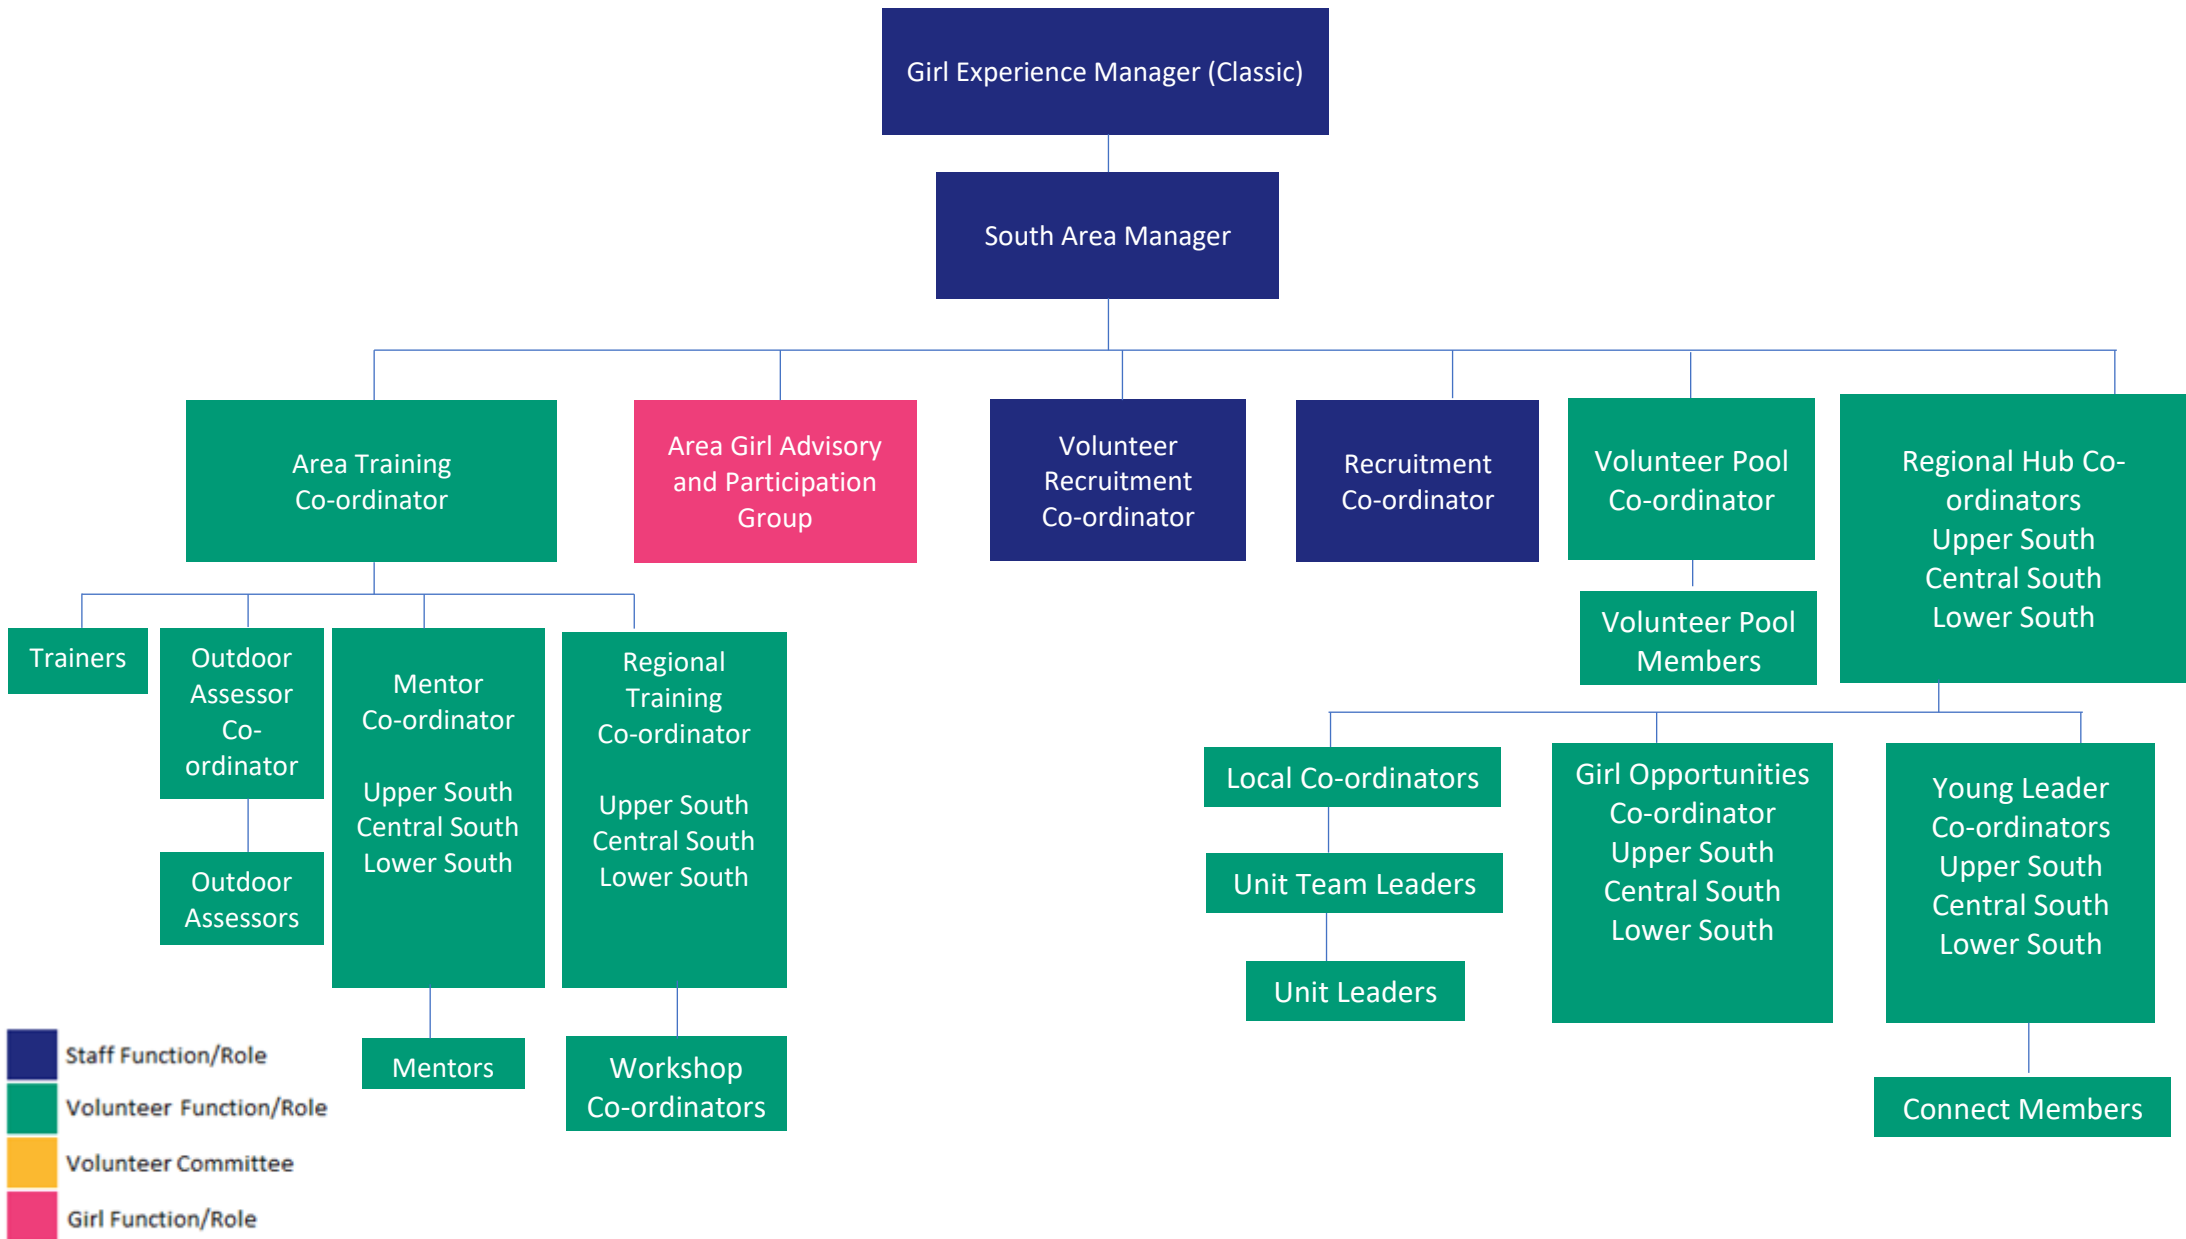 Girl Experience Manager (Classic)
South Area Manager
Area Training
Co-ordinator
Area Girl Advisory
and Participation
Group
Volunteer
Recruitment
Co-ordinator
Recruitment
Co-ordinator
Volunteer Pool
Co-ordinator
Regional Hub Co-
ordinators
Upper South
Central South
Lower South
Volunteer Pool
Members
Trainers
Outdoor
Assessor
Co-
ordinator
Outdoor
Assessors
Mentor
Co-ordinator
Upper South
Central South
Lower South
Mentors
Regional
Training
Co-ordinator
Upper South
Central South
Lower South
Workshop
Co-ordinators
Local Co-ordinators
Unit Team Leaders
Unit Leaders
Girl Opportunities
Co-ordinator
Upper South
Central South
Lower South
Young Leader
Co-ordinators
Upper South
Central South
Lower South
Connect Members
Staff Function/Role
Volunteer Function/Role
Volunteer Committee
Girl Function/Role